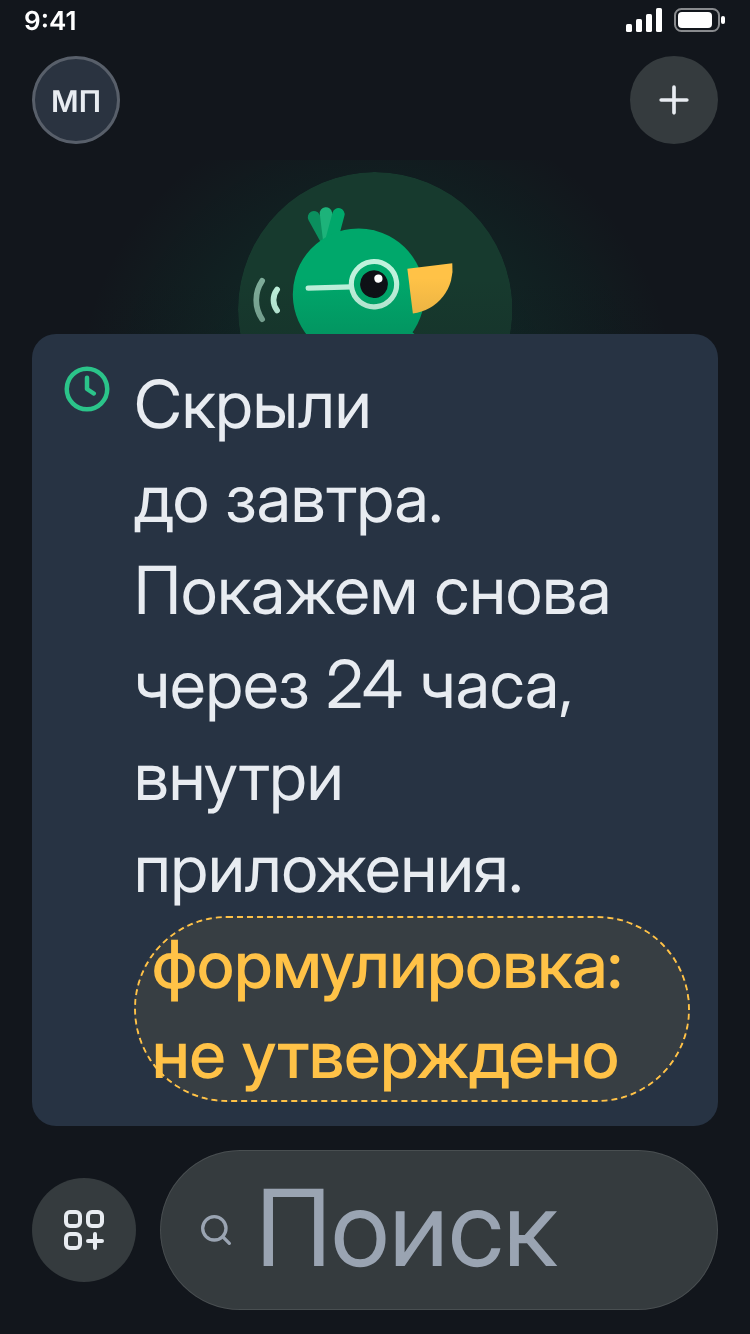 9:41
МП
Скрыли
до завтра.
Покажем снова
через 24 часа,
внутри
приложения.
формулировка:
не утверждено
Поиск